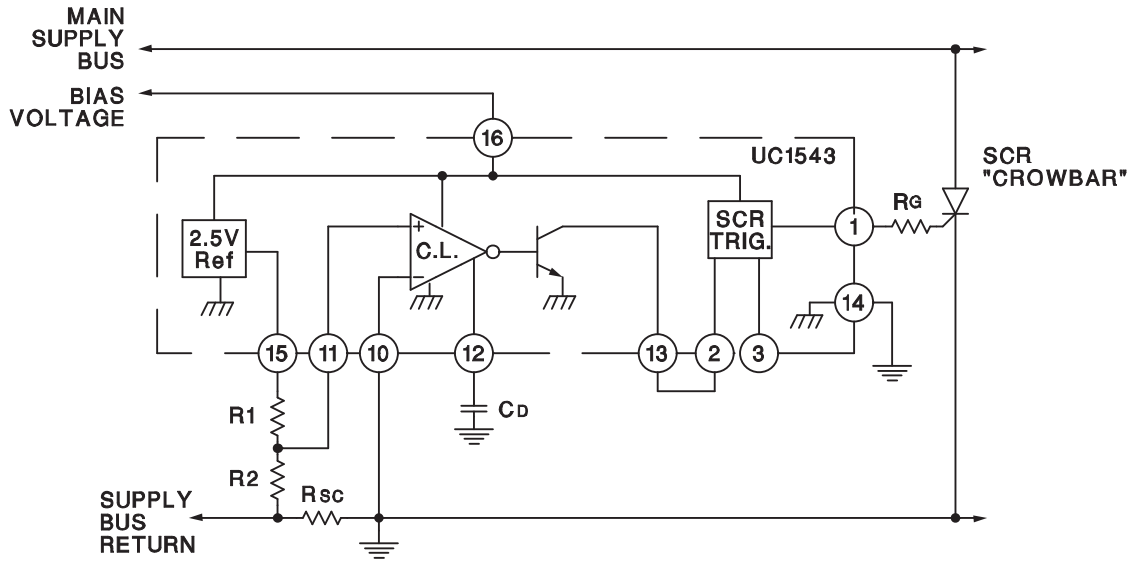 MAIN
SUPPLY
BUS
BIAS
VOLTAGE
16
UC1543
SCR
"CROWBAR"
2.5V
Ref
+
C.L.
−
SCR
TRIG.
1
RG
14
15
11
10
12
13
2
3
R1
CD
R2
RSC
SUPPLY
BUS
RETURN